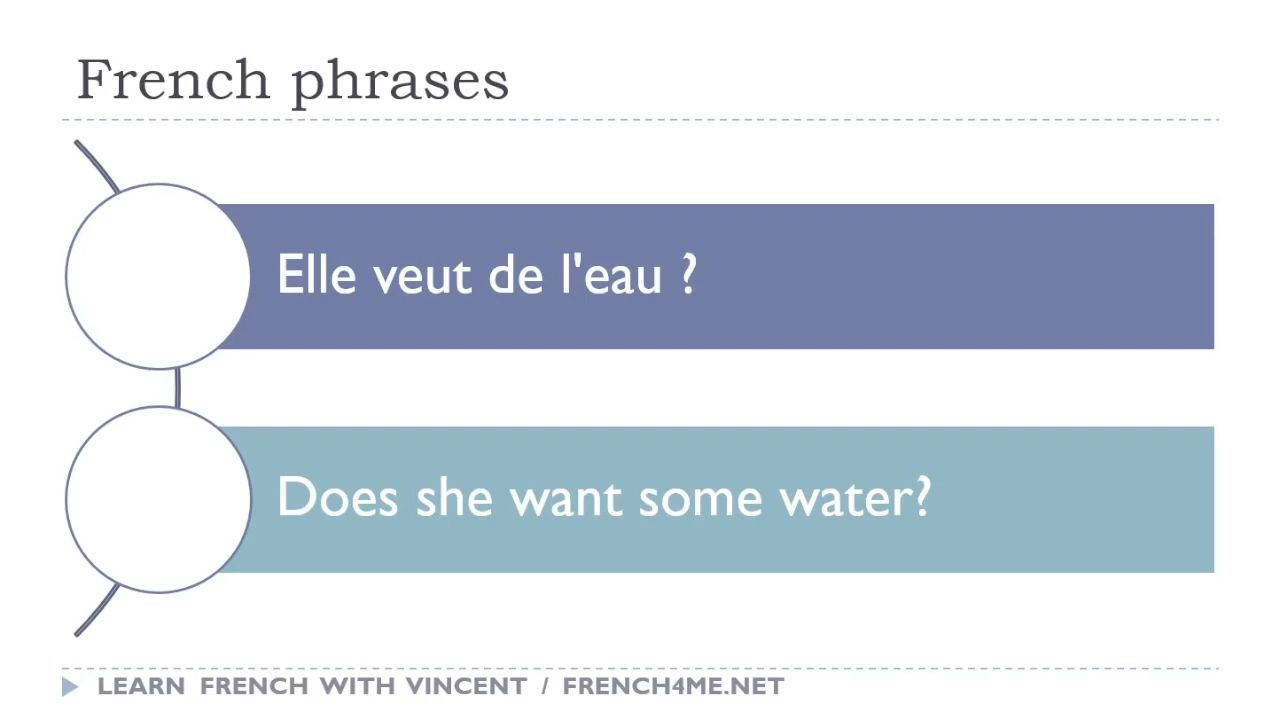 French phrases
Elle veut de l'eau ?
Does she want some water?
LEARN FRENCH WITH VINCENT / FRENCH4ME.NET